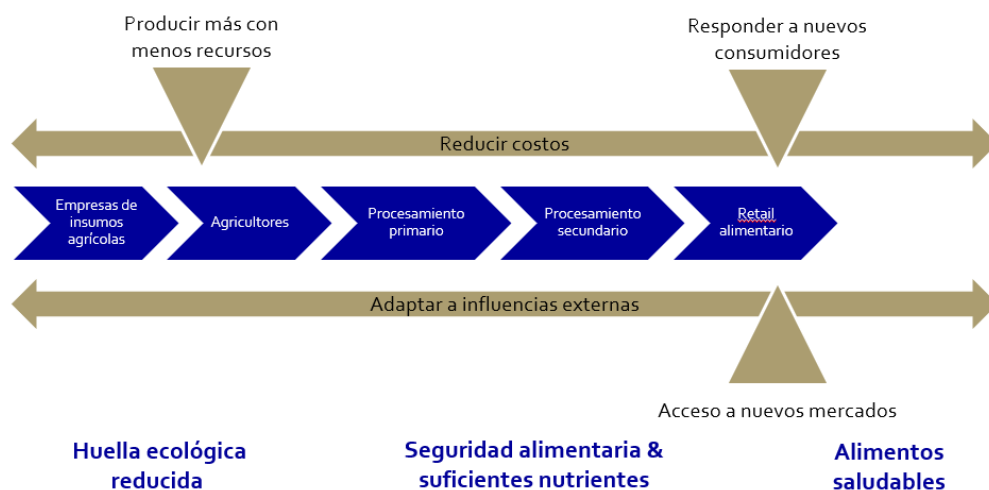 Producir más con
menos recursos
Responder a nuevos
consumidores
Reducir costos
Empresas de
insumos
agrícolas
Agricultores
Procesamiento
primario
Procesamiento
secundario
Retail
alimentario
Adaptar a influencias externas
Acceso a nuevos mercados
Huella ecológica
reducida
Seguridad alimentaria &
suficientes nutrientes
Alimentos
saludables